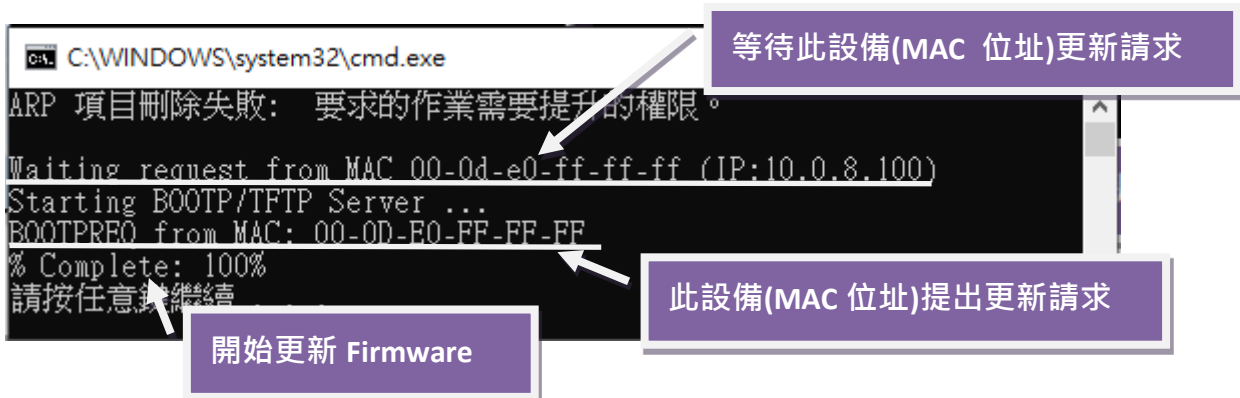 等待此設備(MAC 位址)更新請求
C:\WINDOWS\system32\cmd.exe
ARP 項目刪除失敗: 要求的作業需要提升的權限。
Waiting request from MAC 00-0d-e0-ff-ff-ff (IP:10.0.8.100)
Starting BOOTP/TFTP Server ...
BOOTPREQ from MAC: 00-0D-E0-FF-FF-FF
% Complete: 100%
請按任意鍵繼續 . . .
此設備(MAC 位址)提出更新請求
開始更新 Firmware